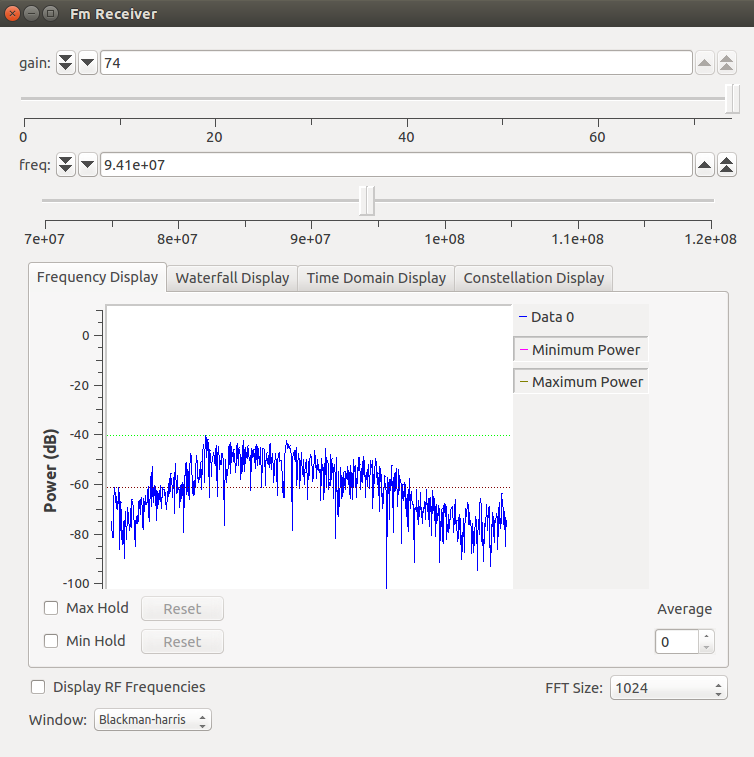 Fm Receiver
gain: 74
0 20 40 60
freq: 9.41e+07
7e+07 8e+07 9e+07 1e+08 1.1e+08 1.2e+08
Frequency Display Waterfall Display Time Domain Display Constellation Display
Data 0
Minimum Power
Maximum Power
Power (dB)
0
-20
-40
-60
-80
-100
Max Hold Reset Average
Min Hold Reset 0
Display RF Frequencies FFT Size: 1024
Window: Blackman-harris